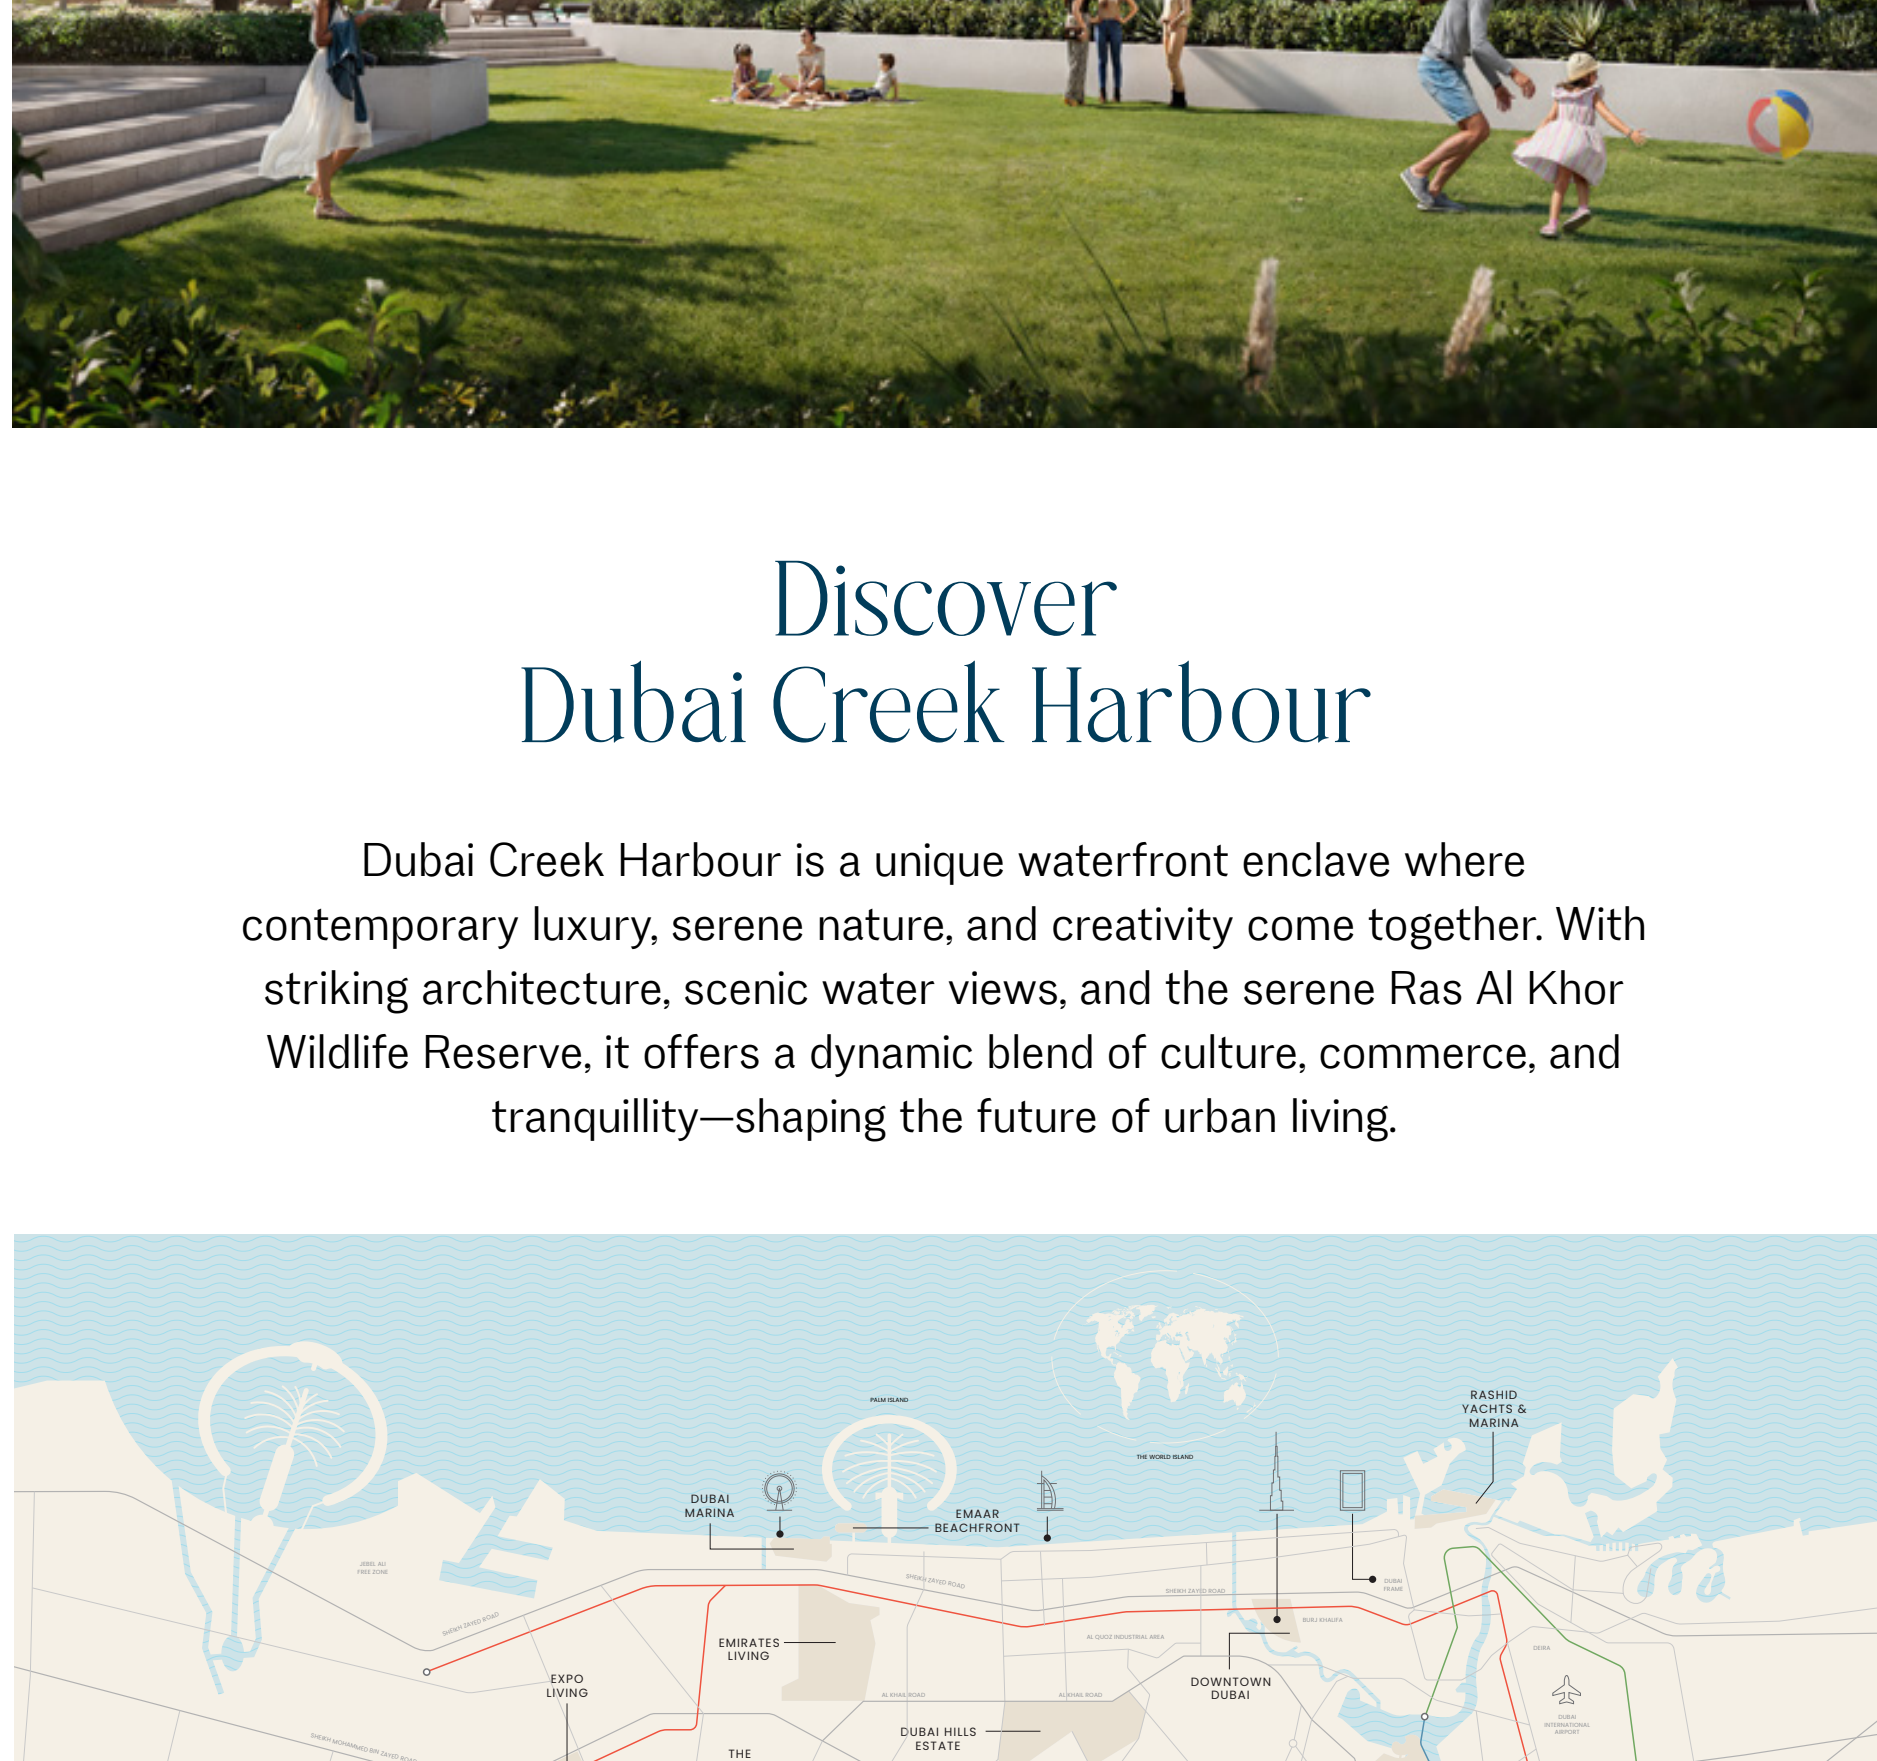 Discover
Dubai Creek Harbour
Dubai Creek Harbour is a unique waterfront enclave where
contemporary luxury, serene nature, and creativity come together. With
striking architecture, scenic water views, and the serene Ras Al Khor
Wildlife Reserve, it offers a dynamic blend of culture, commerce, and
tranquillity—shaping the future of urban living.
RASHID
YACHTS &
MARINA
PALM ISLAND
THE WORLD ISLAND
DUBAI
MARINA
EMAAR
BEACHFRONT
JEBEL ALI
FREE ZONE
SHEIKH ZAYED ROAD
SHEIKH ZAYED ROAD
SHEIKH ZAYED ROAD
DUBAI
FRAME
BURJ KHALIFA
AL QUOZ INDUSTRIAL AREA
DEIRA
EMIRATES
LIVING
EXPO
LIVING
DOWNTOWN
DUBAI
AL KHAIL ROAD
AL KHAIL ROAD
DUBAI
INTERNATIONAL
AIRPORT
DUBAI HILLS
ESTATE
SHEIKH MOHAMMED BIN ZAYED ROAD
THE